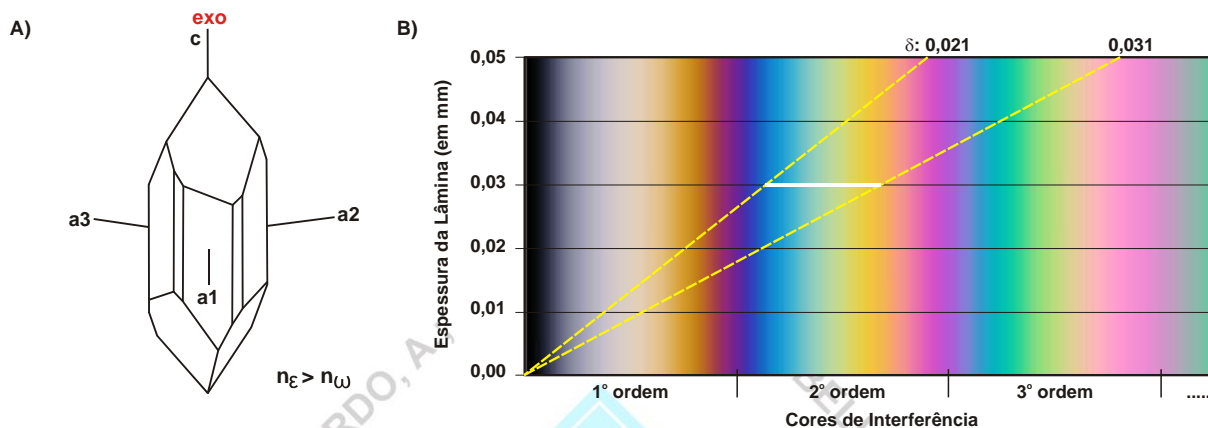 A)
exo
c
a3
a2
a1
nε > nω
B)
δ: 0,021
0,031
Espessura da Lâmina (em mm)
0,05
0,04
0,03
0,02
0,01
0,00
1° ordem
2° ordem
3° ordem
.....
Cores de Interferência
RDO, A.,